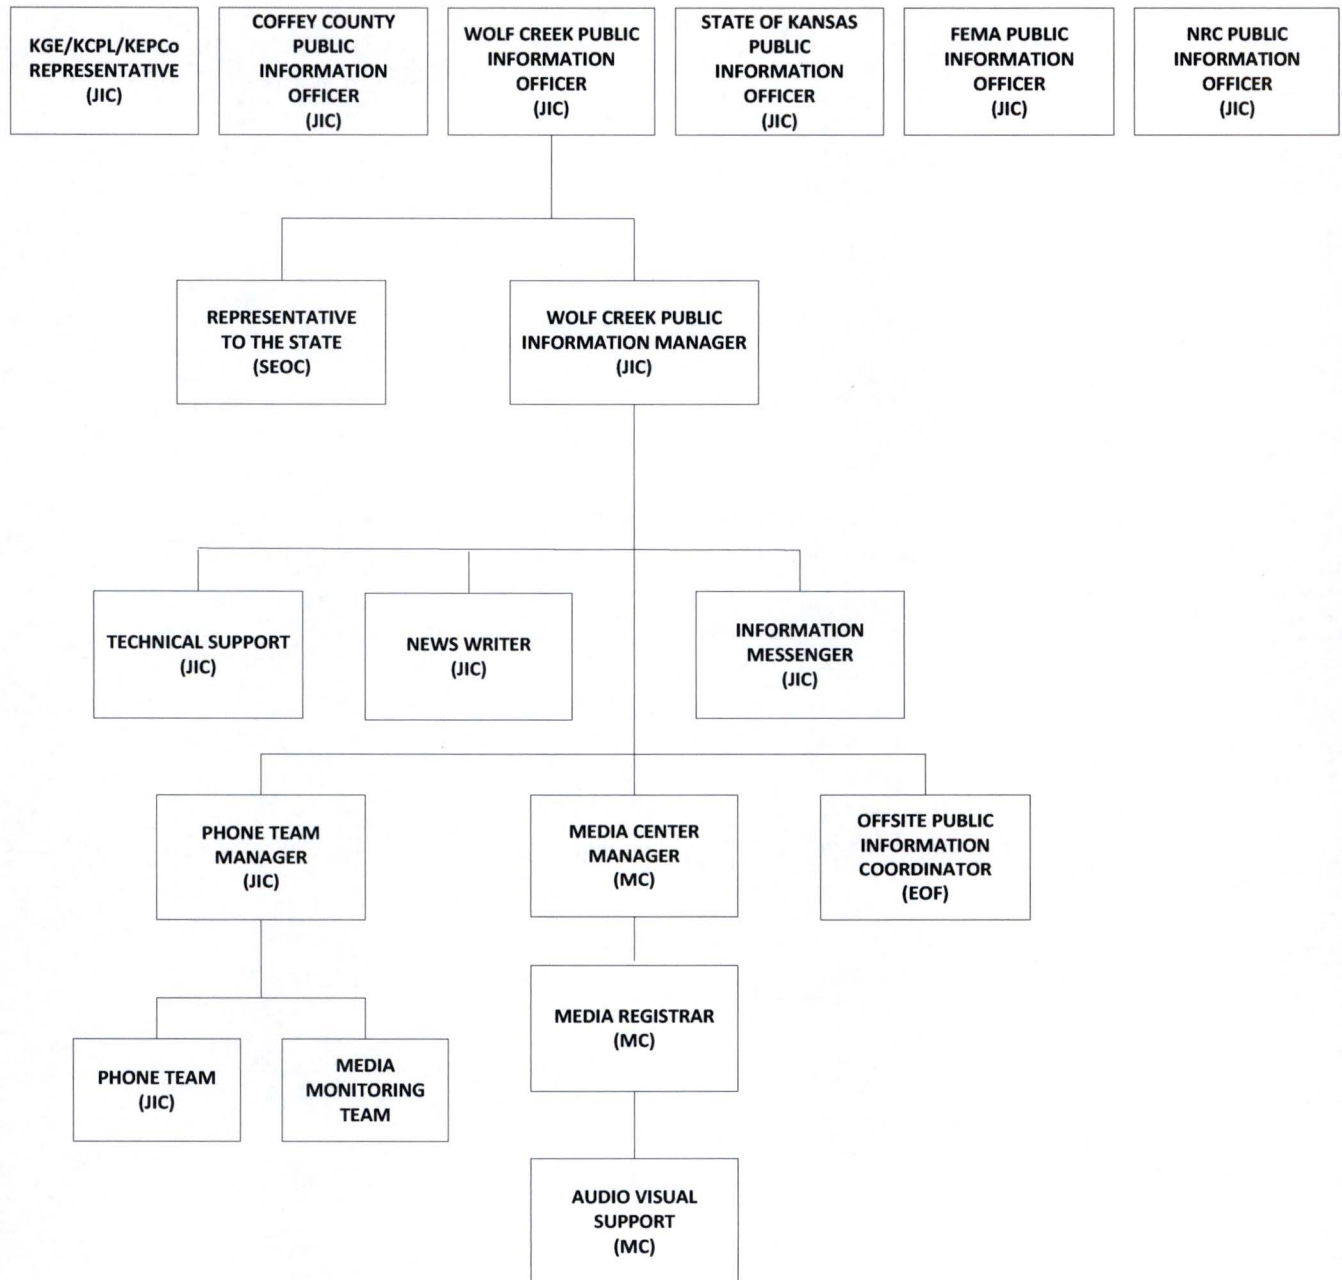 KGE/KCPL/KEPCo
REPRESENTATIVE
(JIC)
COFFEY COUNTY
PUBLIC
INFORMATION
OFFICER
(JIC)
WOLF CREEK PUBLIC
INFORMATION
OFFICER
(JIC)
STATE OF KANSAS
PUBLIC
INFORMATION
OFFICER
(JIC)
FEMA PUBLIC
INFORMATION
OFFICER
(JIC)
NRC PUBLIC
INFORMATION
OFFICER
(JIC)
REPRESENTATIVE
TO THE STATE
(SEOC)
WOLF CREEK PUBLIC
INFORMATION MANAGER
(JIC)
TECHNICAL SUPPORT
(JIC)
NEWS WRITER
(JIC)
INFORMATION
MESSENGER
(JIC)
PHONE TEAM
MANAGER
(JIC)
MEDIA CENTER
MANAGER
(MC)
OFFSITE PUBLIC
INFORMATION
COORDINATOR
(EOF)
MEDIA REGISTRAR
(MC)
PHONE TEAM
(JIC)
MEDIA
MONITORING
TEAM
AUDIO VISUAL
SUPPORT
(MC)